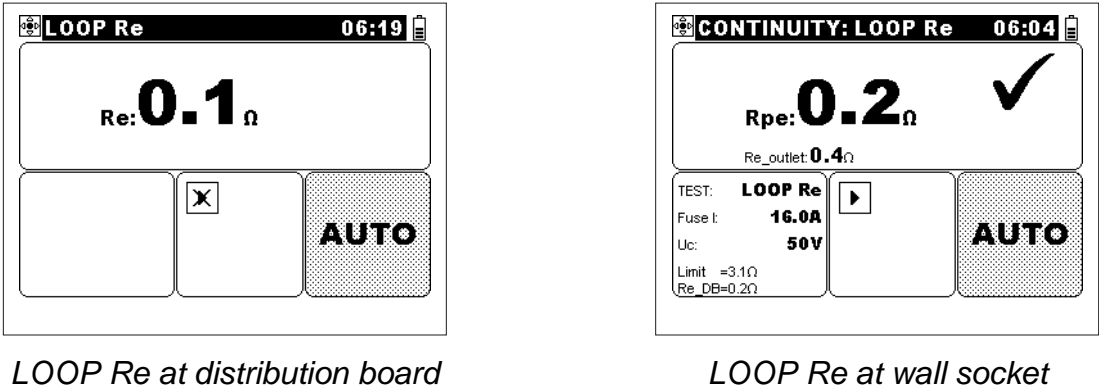 LOOP Re 06:19
Re:0.1Ω
AUTO
LOOP Re at distribution board
CONTINUITY: LOOP Re 06:04
Rpe:0.2Ω
Re_outlet:0.4Ω
TEST: LOOP Re
Fuse I: 16.0A
Uc: 50V
Limit =3.1Ω
Re_DB=0.2Ω
AUTO
LOOP Re at wall socket